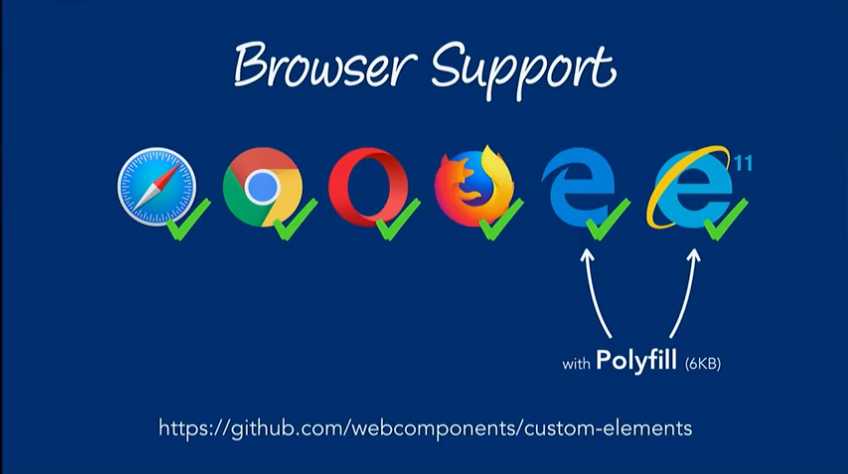 Browser Support
11
with Polyfill (6KB)
https://github.com/webcomponents/custom-elements